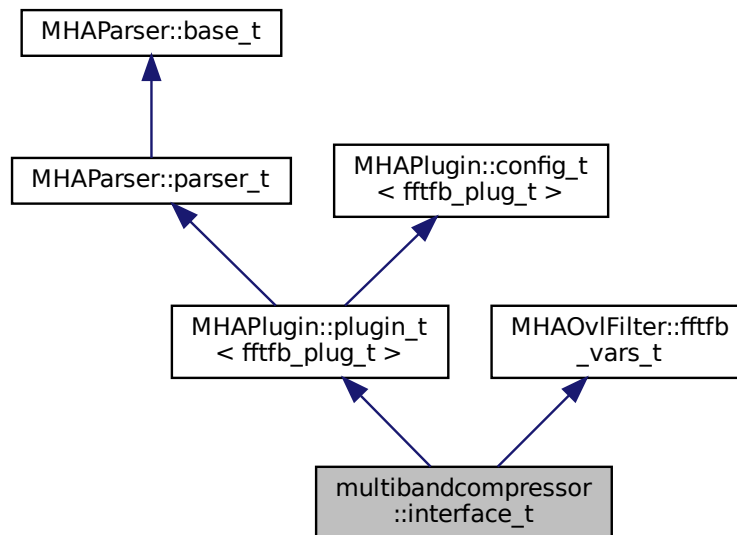 MHAParser::base_t
MHAParser::parser_t
MHAPlugin::config_t
< fftfb_plug_t >
MHAPlugin::plugin_t
< fftfb_plug_t >
MHAOvlFilter::fftfb
_vars_t
multibandcompressor
::interface_t